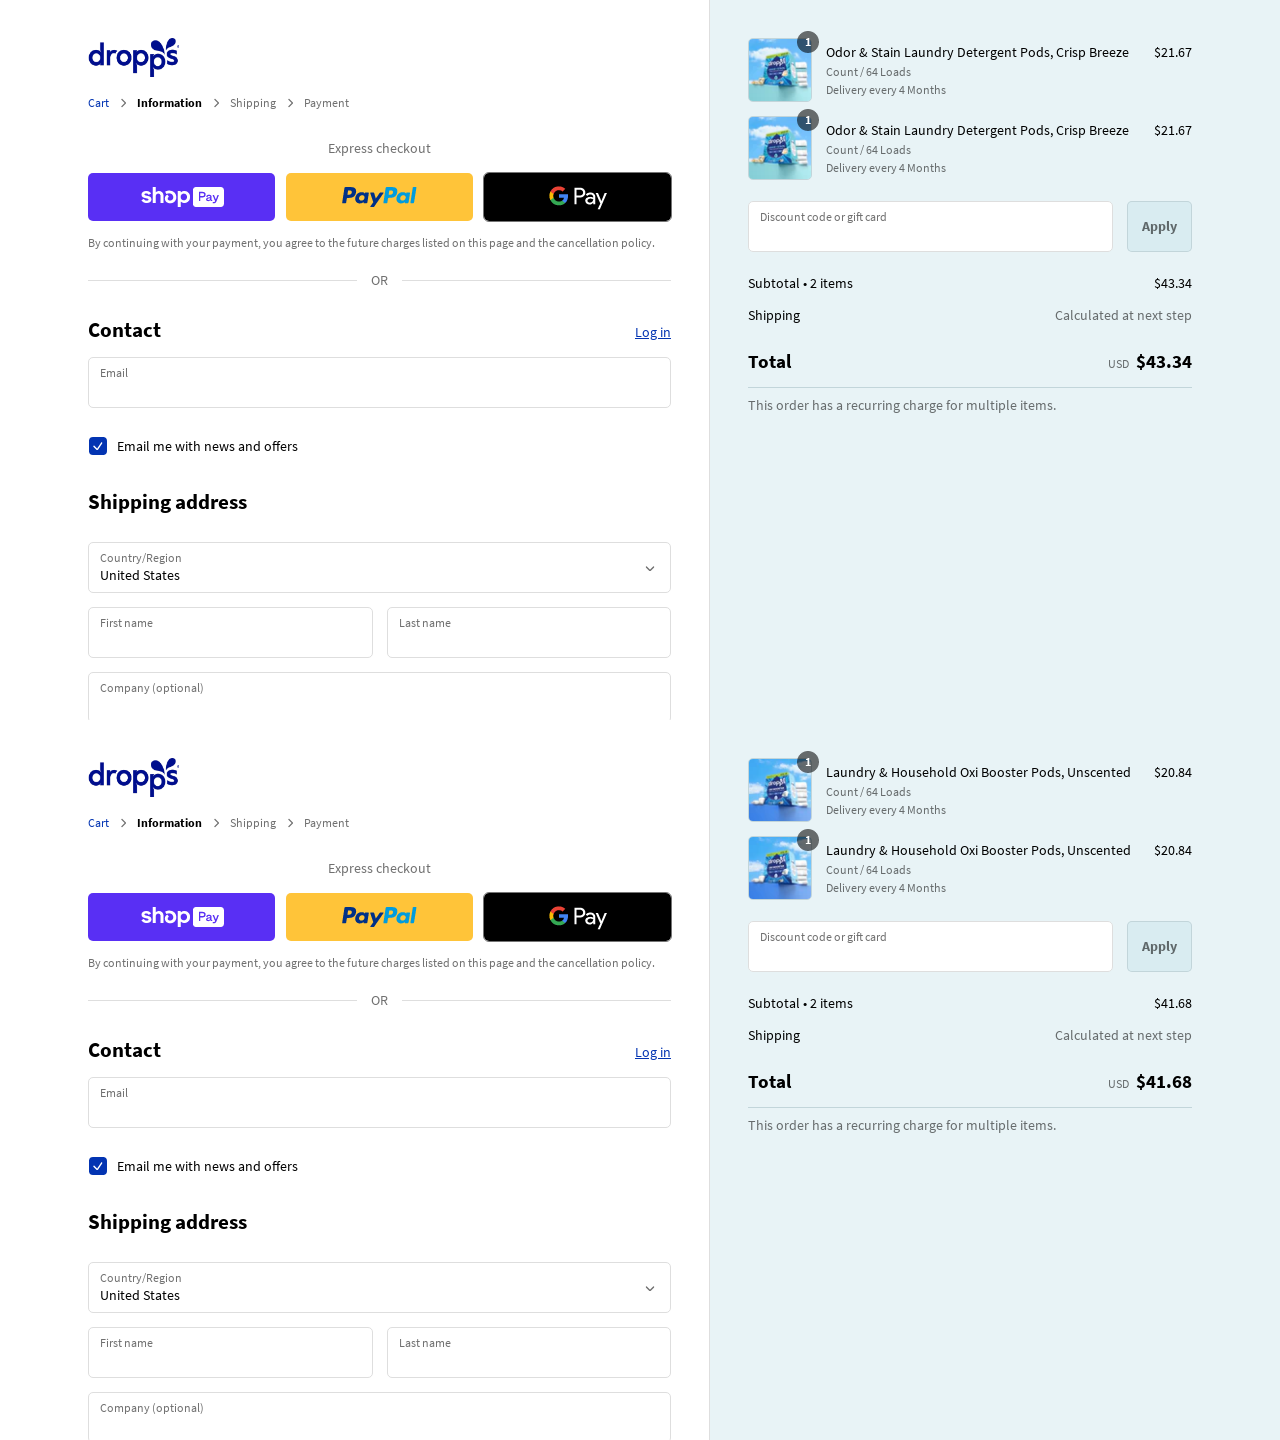 dropps
Cart > Information > Shipping > Payment
Express checkout
shop Pay
PayPal
G Pay
By continuing with your payment, you agree to the future charges listed on this page and the cancellation policy.
OR
Contact
Log in
Email
Email me with news and offers
Shipping address
Country/Region
United States
First name
Last name
Company (optional)
1
Odor & Stain Laundry Detergent Pods, Crisp Breeze $21.67
Count / 64 Loads
Delivery every 4 Months
1
Odor & Stain Laundry Detergent Pods, Crisp Breeze $21.67
Count / 64 Loads
Delivery every 4 Months
Discount code or gift card
Apply
Subtotal • 2 items $43.34
Shipping Calculated at next step
Total USD $43.34
This order has a recurring charge for multiple items.
dropps
Cart > Information > Shipping > Payment
Express checkout
shop Pay
PayPal
G Pay
By continuing with your payment, you agree to the future charges listed on this page and the cancellation policy.
OR
Contact
Log in
Email
Email me with news and offers
Shipping address
Country/Region
United States
First name
Last name
Company (optional)
1
Laundry & Household Oxi Booster Pods, Unscented $20.84
Count / 64 Loads
Delivery every 4 Months
1
Laundry & Household Oxi Booster Pods, Unscented $20.84
Count / 64 Loads
Delivery every 4 Months
Discount code or gift card
Apply
Subtotal • 2 items $41.68
Shipping Calculated at next step
Total USD $41.68
This order has a recurring charge for multiple items.